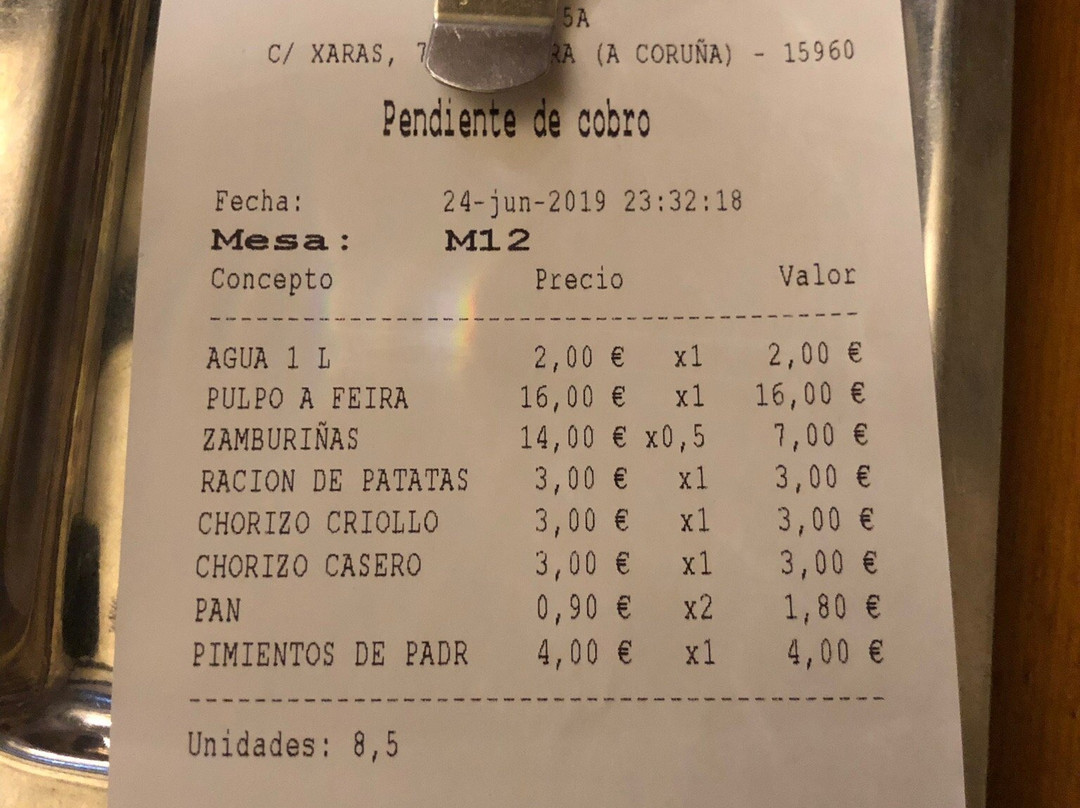 5A
C/ XARAS, 7 RA (A CORUÑA) - 15960
Pendiente de cobro
Fecha: 24-jun-2019 23:32:18
Mesa: M12
Concepto Precio Valor
AGUA 1 L 2,00 € x1 2,00 €
PULPO A FEIRA 16,00 € x1 16,00 €
ZAMBURIÑAS 14,00 € x0,5 7,00 €
RACION DE PATATAS 3,00 € x1 3,00 €
CHORIZO CRIOLLO 3,00 € x1 3,00 €
CHORIZO CASERO 3,00 € x1 3,00 €
PAN 0,90 € x2 1,80 €
PIMIENTOS DE PADR 4,00 € x1 4,00 €
Unidades: 8,5